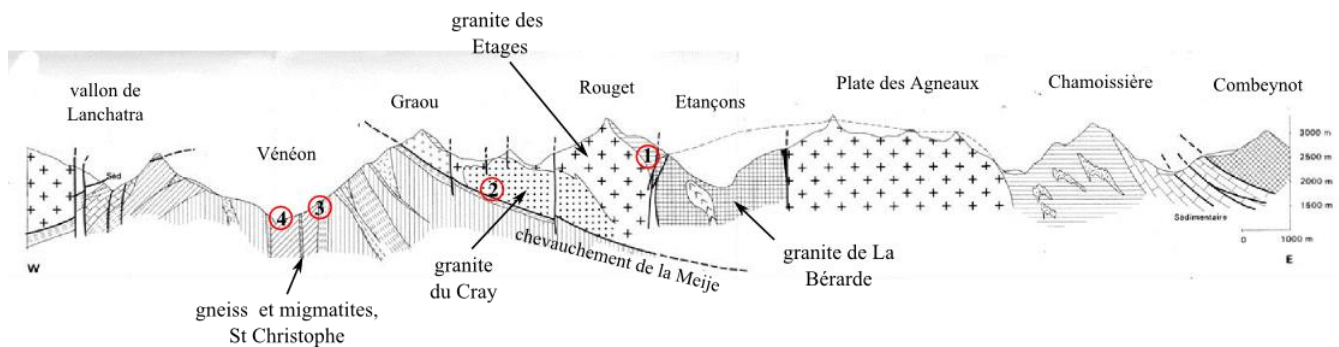 granite des
Etages
vallon de
Lanchatra
Graou
Rouget
Etançons
Plate des Agneaux
Chamoissière
Combeynot
Vénéon
Séd
1
2
3
4
3000 m
2500 m
2000 m
1500 m
Sédimentaire
0
1000 m
W
E
chevauchement de la Meije
granite
du Cray
granite de La
Bérarde
gneiss et migmatites,
St Christophe